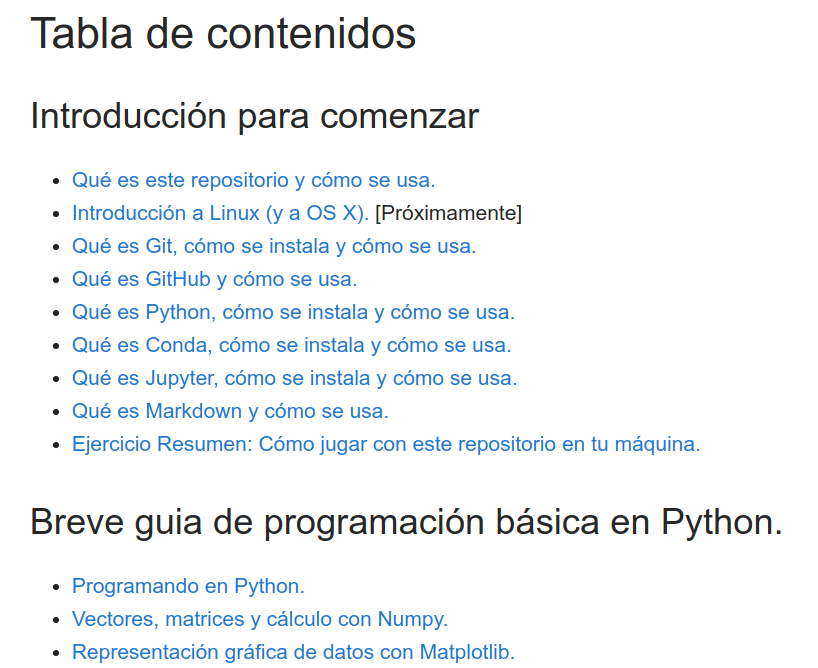 Tabla de contenidos
Introducción para comenzar
Qué es este repositorio y cómo se usa.
Introducción a Linux (y a OS X). [Próximamente]
Qué es Git, cómo se instala y cómo se usa.
Qué es GitHub y cómo se usa.
Qué es Python, cómo se instala y cómo se usa.
Qué es Conda, cómo se instala y cómo se usa.
Qué es Jupyter, cómo se instala y cómo se usa.
Qué es Markdown y cómo se usa.
Ejercicio Resumen: Cómo jugar con este repositorio en tu máquina.
Breve guia de programación básica en Python.
Programando en Python.
Vectores, matrices y cálculo con Numpy.
Representación gráfica de datos con Matplotlib.